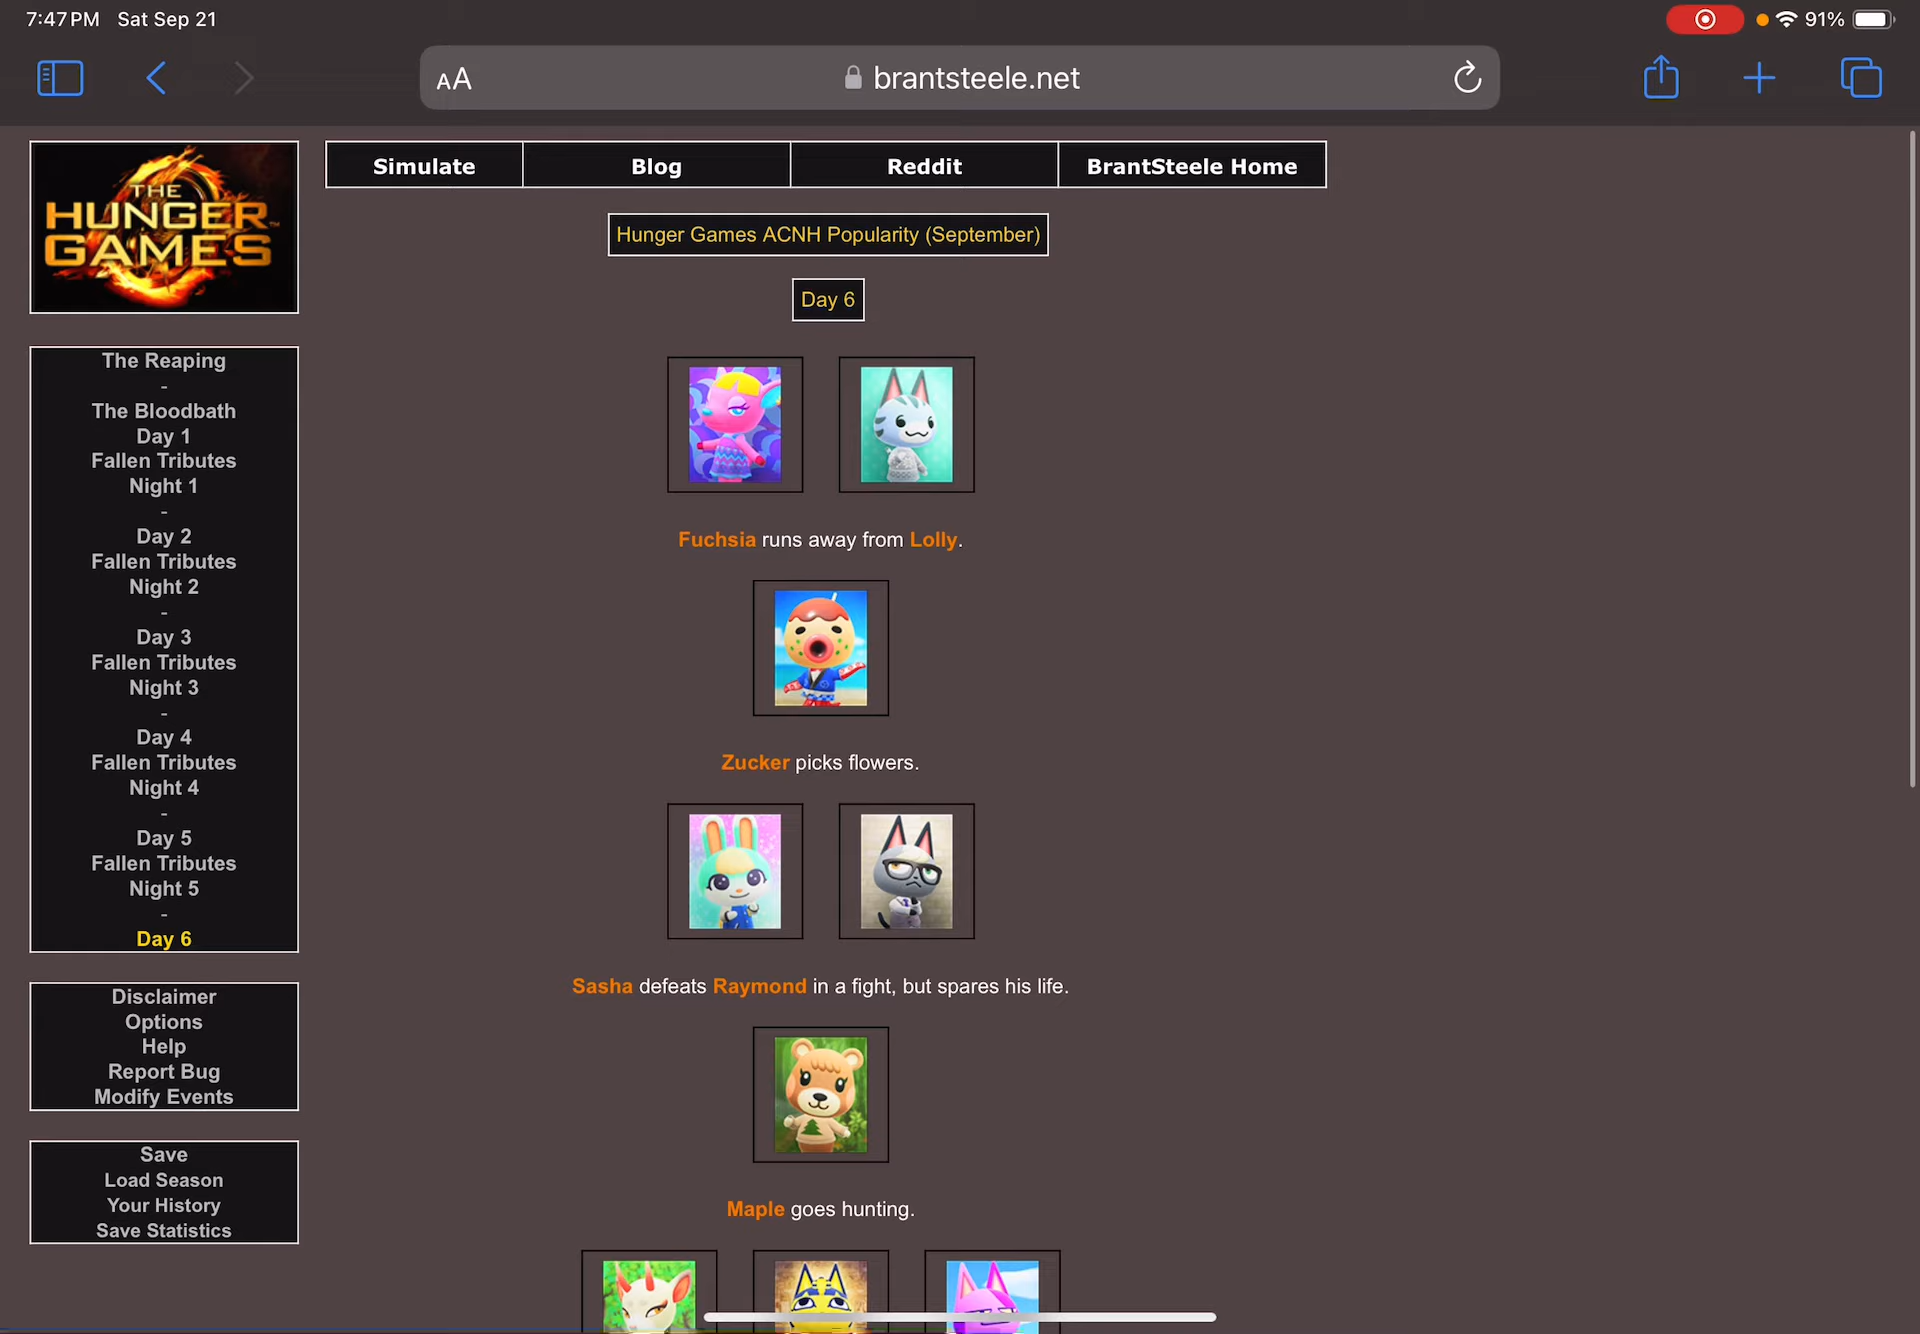 7:47 PM Sat Sep 21
91%
AA
brantsteele.net
THE
HUNGER
GAMES
Simulate
Blog
Reddit
BrantSteele Home
Hunger Games ACNH Popularity (September)
Day 6
The Reaping
-
The Bloodbath
Day 1
Fallen Tributes
Night 1
-
Day 2
Fallen Tributes
Night 2
-
Day 3
Fallen Tributes
Night 3
-
Day 4
Fallen Tributes
Night 4
-
Day 5
Fallen Tributes
Night 5
-
Day 6
Disclaimer
Options
Help
Report Bug
Modify Events
Save
Load Season
Your History
Save Statistics
Fuchsia runs away from Lolly.
Zucker picks flowers.
Sasha defeats Raymond in a fight, but spares his life.
Maple goes hunting.